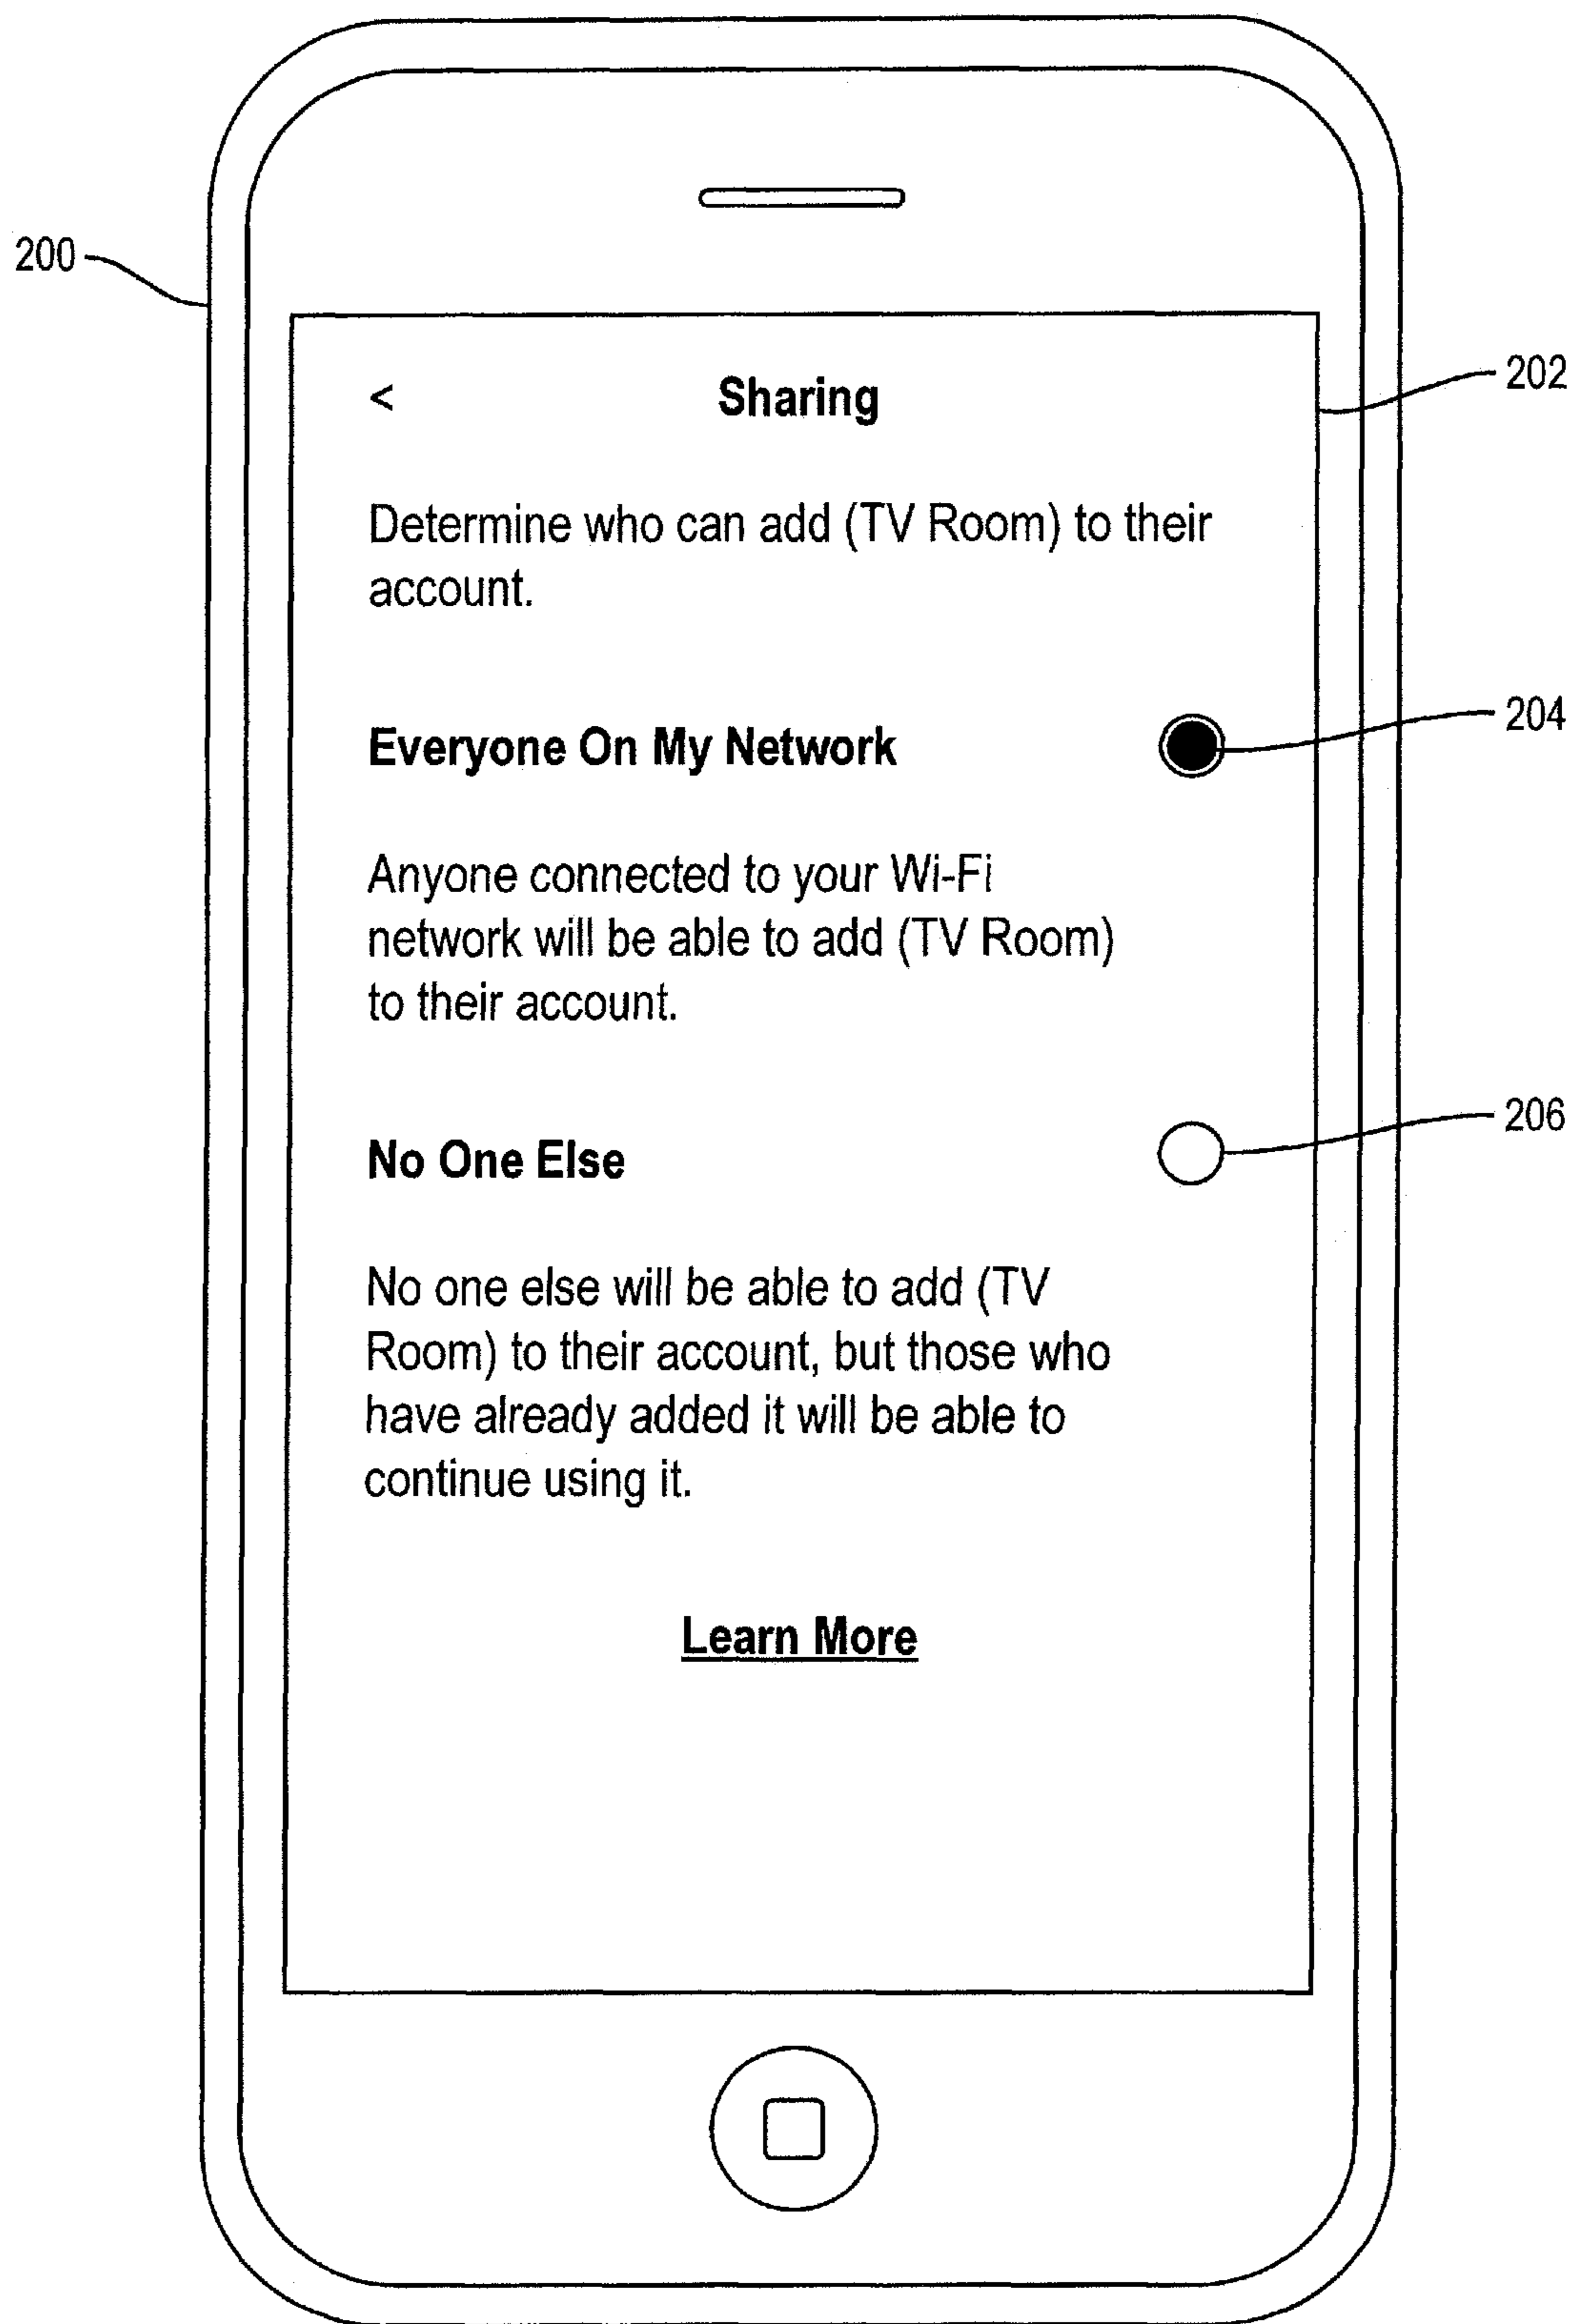 200
< Sharing
202
Determine who can add (TV Room) to their
account.
204
Everyone On My Network
Anyone connected to your Wi-Fi
network will be able to add (TV Room)
to their account.
206
No One Else
No one else will be able to add (TV
Room) to their account, but those who
have already added it will be able to
continue using it.
Learn More